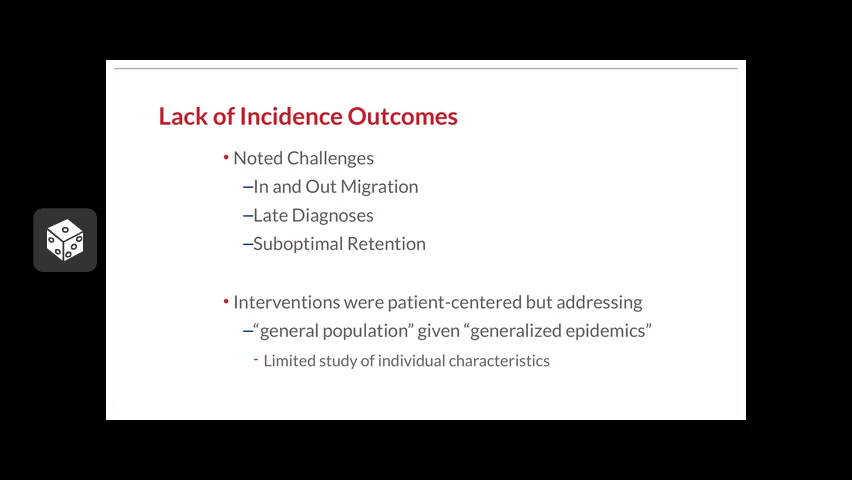 Lack of Incidence Outcomes
• Noted Challenges
–In and Out Migration
–Late Diagnoses
–Suboptimal Retention
• Interventions were patient-centered but addressing
–“general population” given “generalized epidemics”
- Limited study of individual characteristics